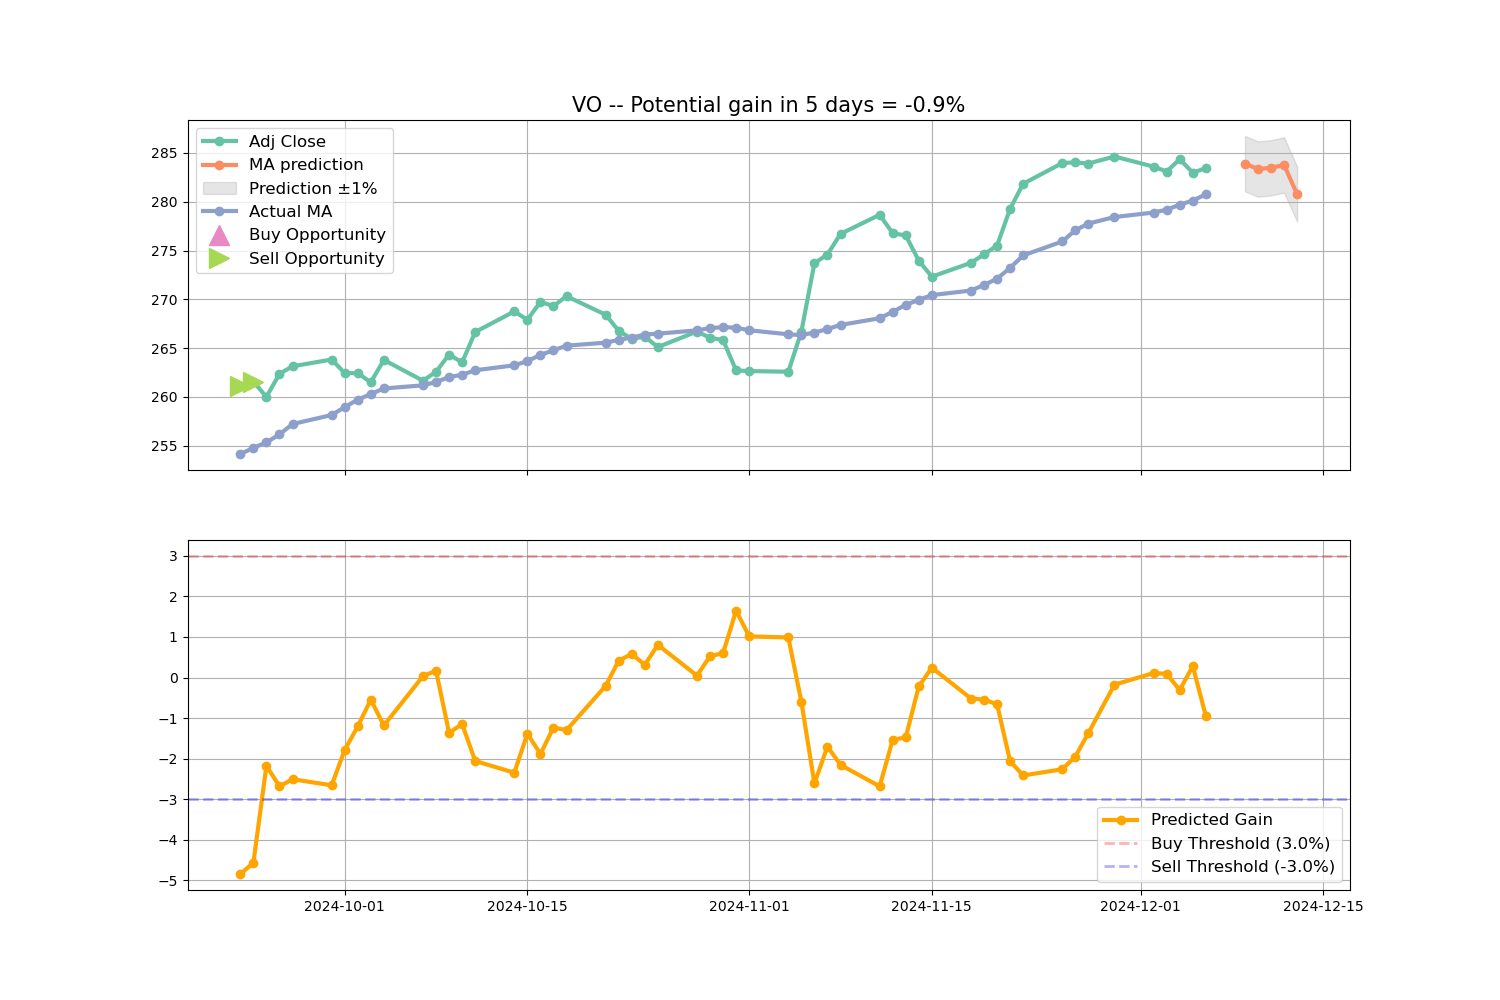 VO -- Potential gain in 5 days = -0.9%
Adj Close
MA prediction
Prediction ±1%
Actual MA
Buy Opportunity
Sell Opportunity
285
280
275
270
265
260
255
3
2
1
0
−1
−2
−3
−4
−5
Predicted Gain
Buy Threshold (3.0%)
Sell Threshold (-3.0%)
2024-10-01 2024-10-15 2024-11-01 2024-11-15 2024-12-01 2024-12-15